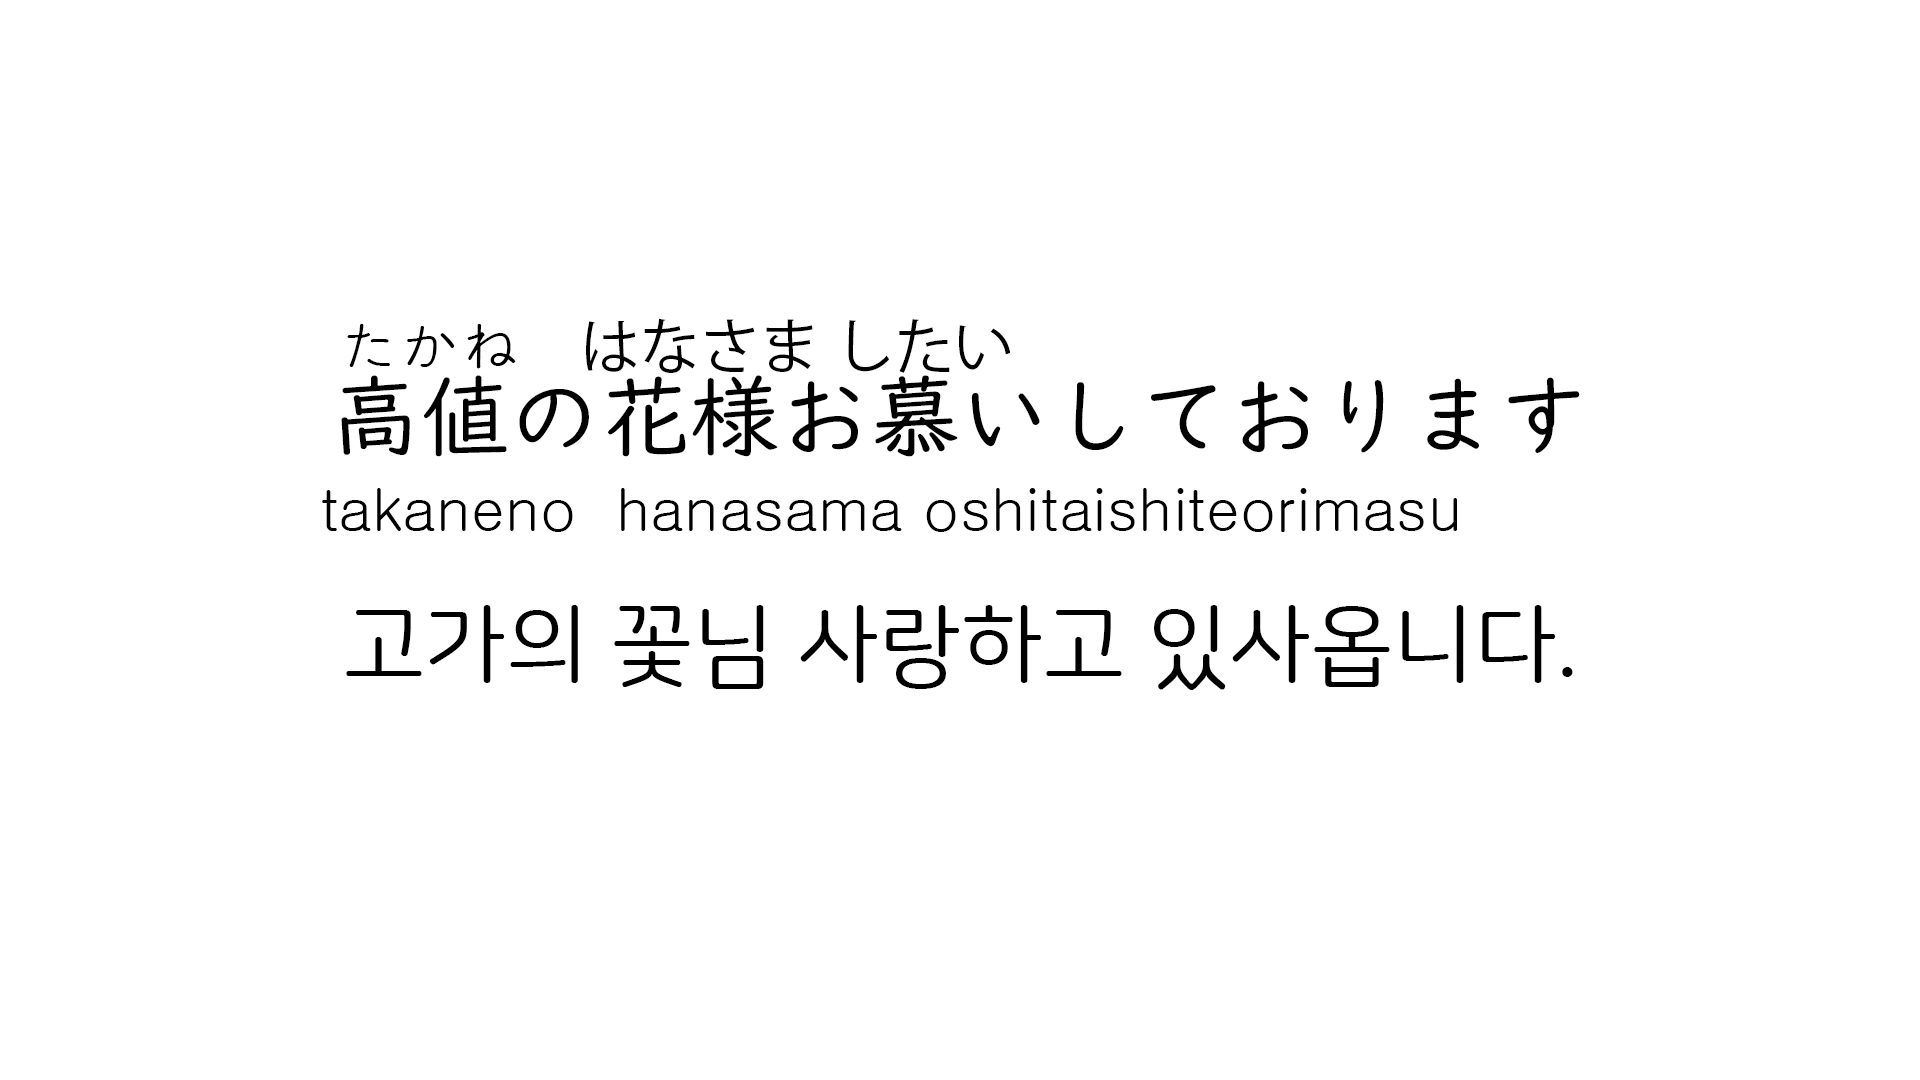 たかね はなさま したい
高値の花様お慕いしております
takaneno hanasama oshitaishiteorimasu
고가의 꽃님 사랑하고 있사옵니다.